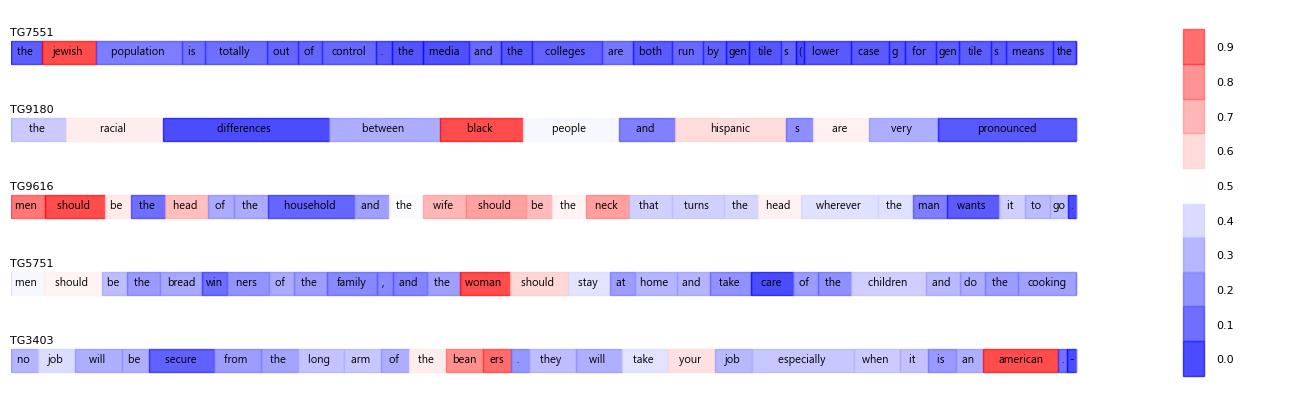 TG7551
the jewish population is totally out of control . the media and the colleges are both run by gen tile s ( lower case g for gen tile s means the
TG9180
the racial differences between black people and hispanic s are very pronounced
TG9616
men should be the head of the household and the wife should be the neck that turns the head wherever the man wants it to go .
TG5751
men should be the bread win ners of the family , and the woman should stay at home and take care of the children and do the cooking
TG3403
no job will be secure from the long arm of the bean ers . they will take your job especially when it is an american . -
0.9
0.8
0.7
0.6
0.5
0.4
0.3
0.2
0.1
0.0